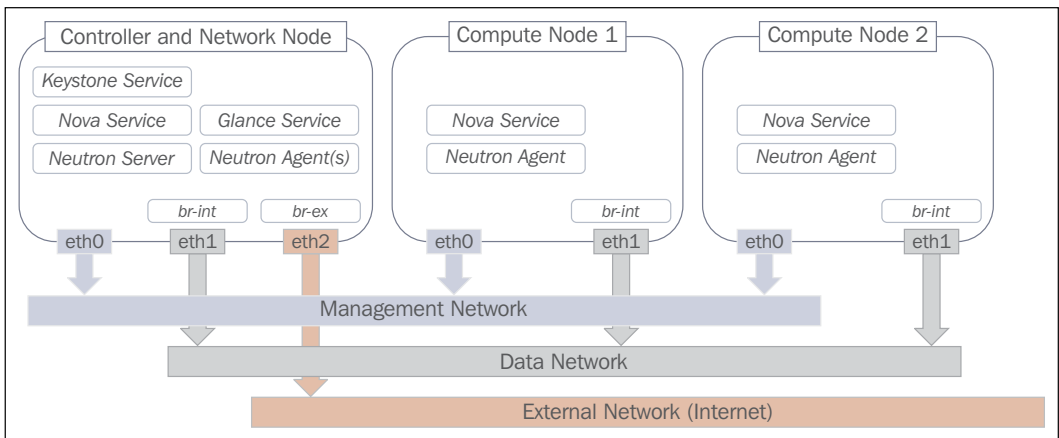 Controller and Network Node
Compute Node 1
Compute Node 2
Keystone Service
Nova Service
Glance Service
Nova Service
Nova Service
Neutron Server
Neutron Agent(s)
Neutron Agent
Neutron Agent
br-int
br-ex
br-int
br-int
eth0
eth1
eth2
eth0
eth1
eth0
eth1
Management Network
Data Network
External Network (Internet)